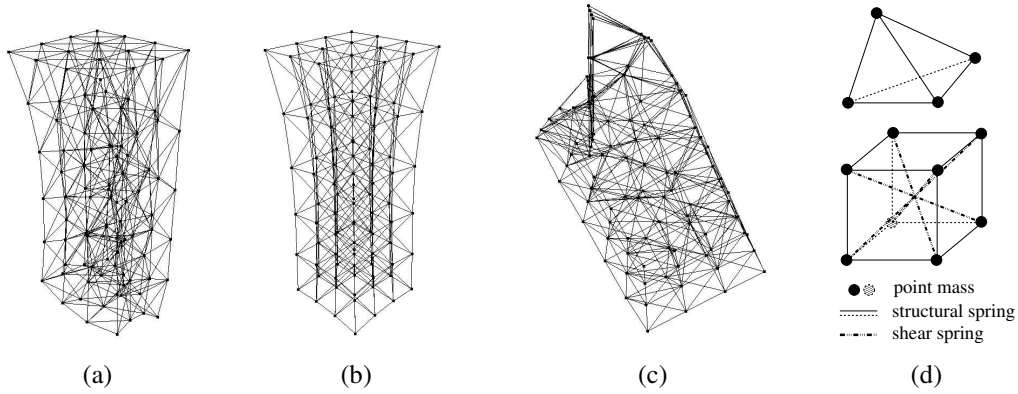 point mass
structural spring
shear spring
(a)
(b)
(c)
(d)